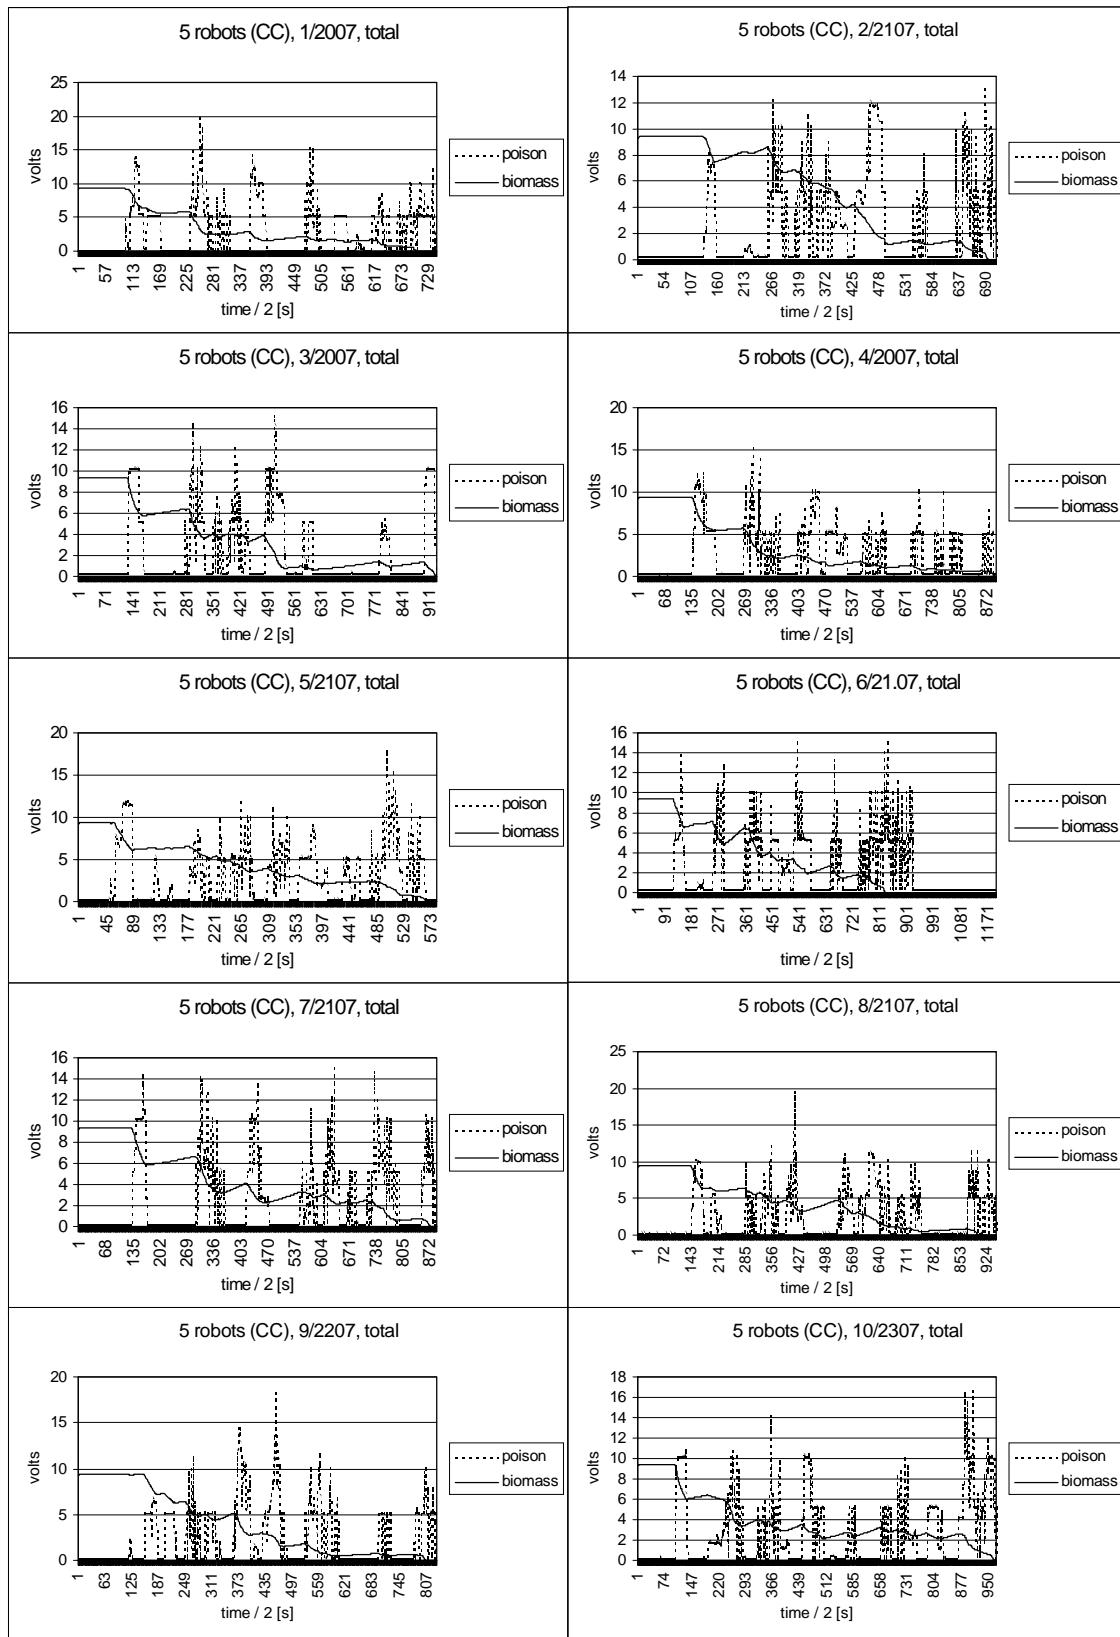 5 robots (CC), 1/2007, total
25
20
15
10
5
0
volts
1 57 113 169 225 281 337 393 449 505 561 617 673 729
time / 2 [s]
poison
biomass
5 robots (CC), 2/2107, total
14
12
10
8
6
4
2
0
volts
1 54 107 160 213 266 319 372 425 478 531 584 637 690
time / 2 [s]
poison
biomass
5 robots (CC), 3/2007, total
16
14
12
10
8
6
4
2
0
volts
1 71 141 211 281 351 421 491 561 631 701 771 841 911
time / 2 [s]
poison
biomass
5 robots (CC), 4/2007, total
20
15
10
5
0
volts
1 68 135 202 269 336 403 470 537 604 671 738 805 872
time / 2 [s]
poison
biomass
5 robots (CC), 5/2107, total
20
15
10
5
0
volts
1 45 89 133 177 221 265 309 353 397 441 485 529 573
time / 2 [s]
poison
biomass
5 robots (CC), 6/21.07, total
16
14
12
10
8
6
4
2
0
volts
1 91 181 271 361 451 541 631 721 811 901 991 1081 1171
time / 2 [s]
poison
biomass
5 robots (CC), 7/2107, total
16
14
12
10
8
6
4
2
0
volts
1 68 135 202 269 336 403 470 537 604 671 738 805 872
time / 2 [s]
poison
biomass
5 robots (CC), 8/2107, total
25
20
15
10
5
0
volts
1 72 143 214 285 356 427 498 569 640 711 782 853 924
time / 2 [s]
poison
biomass
5 robots (CC), 9/2207, total
20
15
10
5
0
volts
1 63 125 187 249 311 373 435 497 559 621 683 745 807
time / 2 [s]
poison
biomass
5 robots (CC), 10/2307, total
18
16
14
12
10
8
6
4
2
0
volts
1 74 147 220 293 366 439 512 585 658 731 804 877 950
time / 2 [s]
poison
biomass